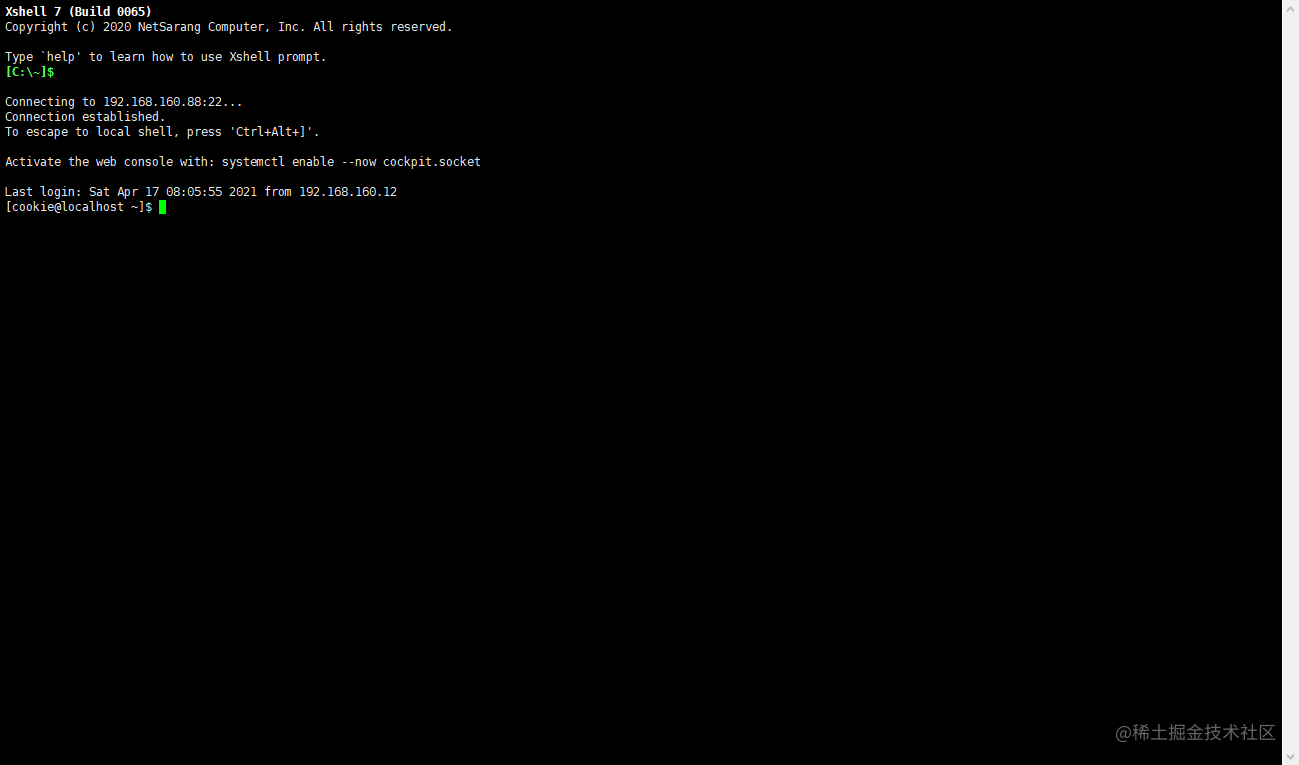 Xshell 7 (Build 0065)
Copyright (c) 2020 NetSarang Computer, Inc. All rights reserved.
Type `help' to learn how to use Xshell prompt.
[C:\~]$
Connecting to 192.168.160.88:22...
Connection established.
To escape to local shell, press 'Ctrl+Alt+]'.
Activate the web console with: systemctl enable --now cockpit.socket
Last login: Sat Apr 17 08:05:55 2021 from 192.168.160.12
[cookie@localhost ~]$
@稀土掘金技术社区